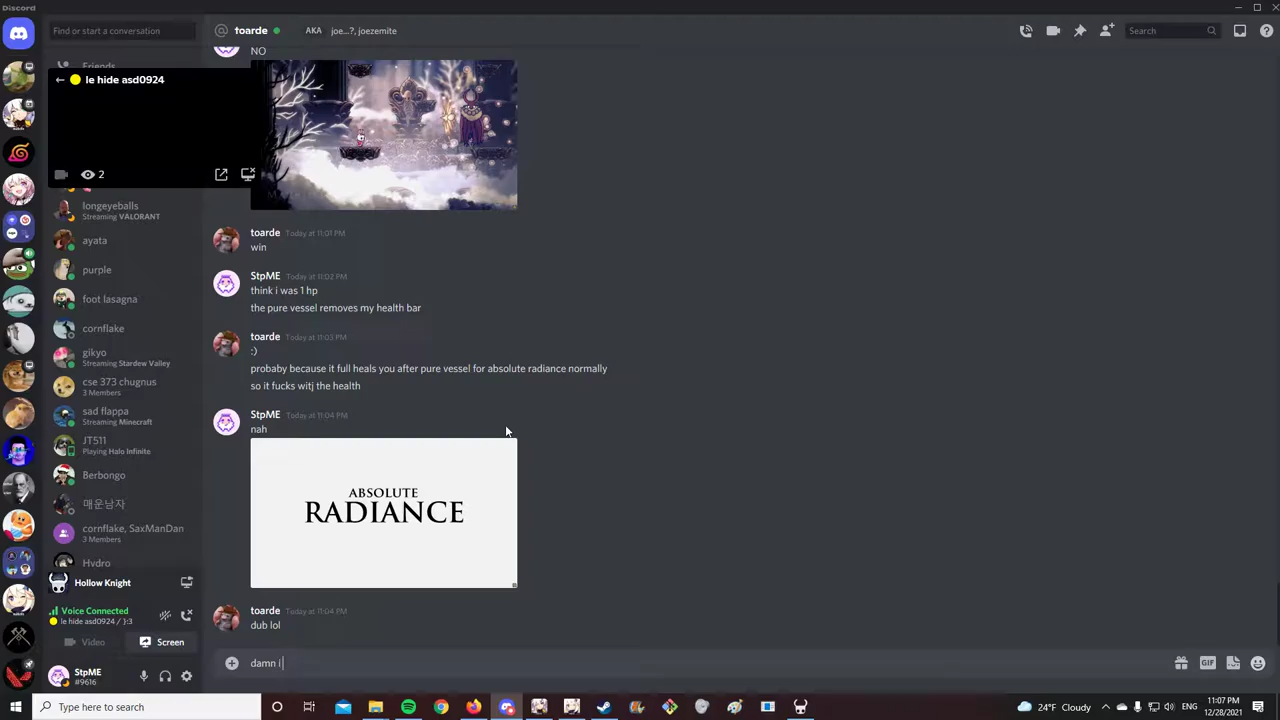 Discord
Find or start a conversation
toarde
AKA joe...?, joezemite
Search
Friends
NO
le hide asd0924
2
longeyeballs
Streaming VALORANT
ayata
purple
foot lasagna
cornflake
gikyo
Streaming Stardew Valley
cse 373 chugnus
3 Members
sad flappa
Streaming Minecraft
JT511
Playing Halo Infinite
Berbongo
매운남자
cornflake, SaxManDan
3 Members
Hvdro
Hollow Knight
Voice Connected
le hide asd0924 / }:3
Video
Screen
StpME
#9616
toarde Today at 11:01 PM
win
StpME Today at 11:02 PM
think i was 1 hp
the pure vessel removes my health bar
toarde Today at 11:03 PM
:)
probaby because it full heals you after pure vessel for absolute radiance normally
so it fucks witj the health
StpME Today at 11:04 PM
nah
ABSOLUTE
RADIANCE
toarde Today at 11:04 PM
dub lol
damn i
GIF
Type here to search
24°F Cloudy
ENG
11:07 PM
12/28/2021